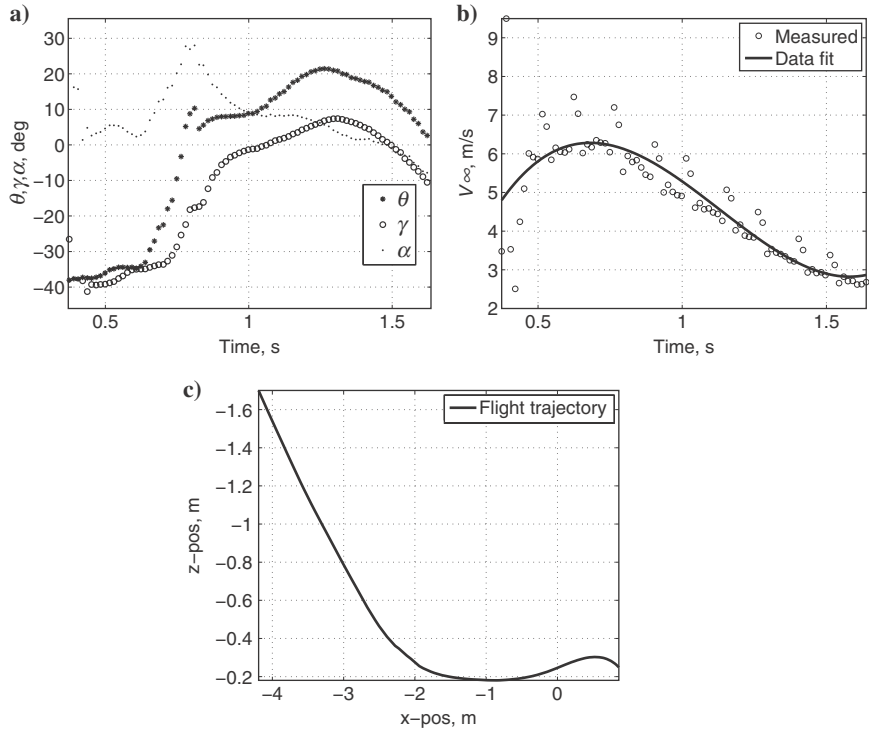 a)
θ,γ,α, deg
20
10
0
−10
−20
−30
−40
0.5
1
1.5
Time, s
θ
γ
α
b)
V∞, m/s
9
8
7
6
5
4
3
2
0.5
1
1.5
Time, s
Measured
Data fit
c)
z−pos, m
−1.6
−1.4
−1.2
−1
−0.8
−0.6
−0.4
−0.2
−4
−3
−2
−1
0
x−pos, m
Flight trajectory